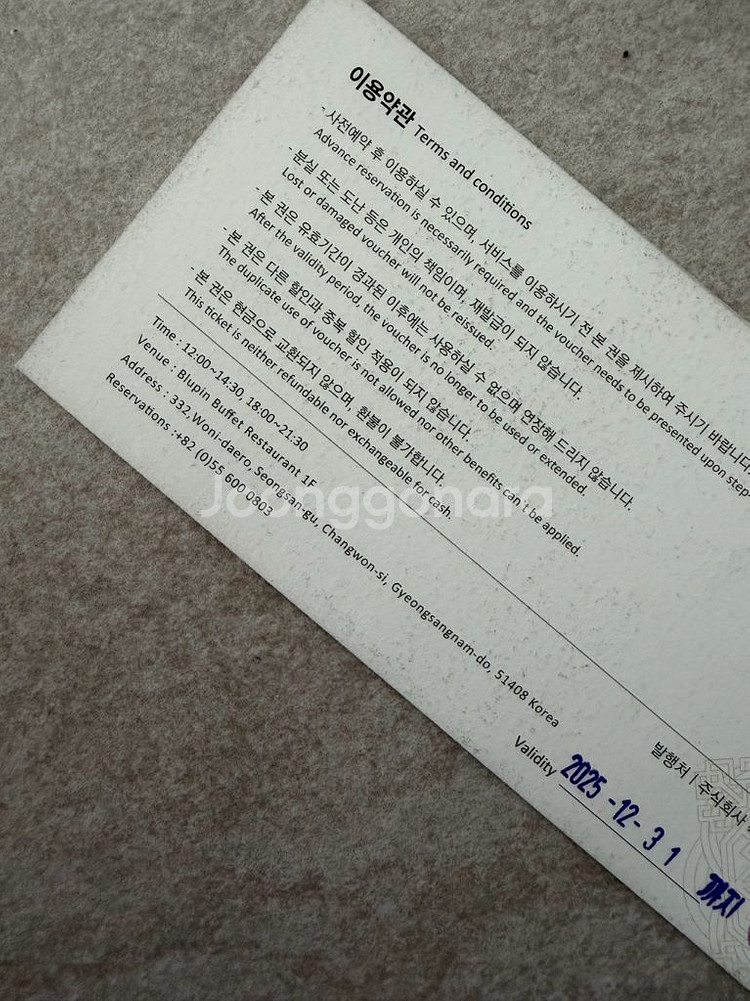 이용약관 Terms and conditions
- 사전예약 후 이용하실 수 있으며, 서비스를 이용하시기 전 본 권을 제시하여 주시기 바랍니다.
Advance reservation is necessarily required and the voucher needs to be presented upon
- 분실 또는 도난 등은 개인의 책임이며, 재발급이 되지 않습니다.
Lost or damaged voucher will not be reissued.
- 본 권은 유효기간이 경과된 이후에는 사용하실 수 없으며 연장해 드리지 않습니다.
After the validity period, the voucher is no longer to be used or extended.
- 본 권은 다른 할인과 중복 할인 적용이 되지 않습니다.
The duplicate use of voucher is not allowed nor other benefits can't be applied.
- 본 권은 현금으로 교환되지 않으며, 환불이 불가합니다.
This ticket is neither refundable nor exchangeable for cash.
Time : 12:00~14:30, 18:00~21:30
Venue : Blupin Buffet Restaurant 1F
Address : 332,Woni-daero, Seongsan-gu, Changwon-si, Gyeongsangnam-do, 51408 Korea
Reservations :+82 (0)55 600 0803
발행처 | 주식회사
Validity 2025-12-31 까지
Joonggonara